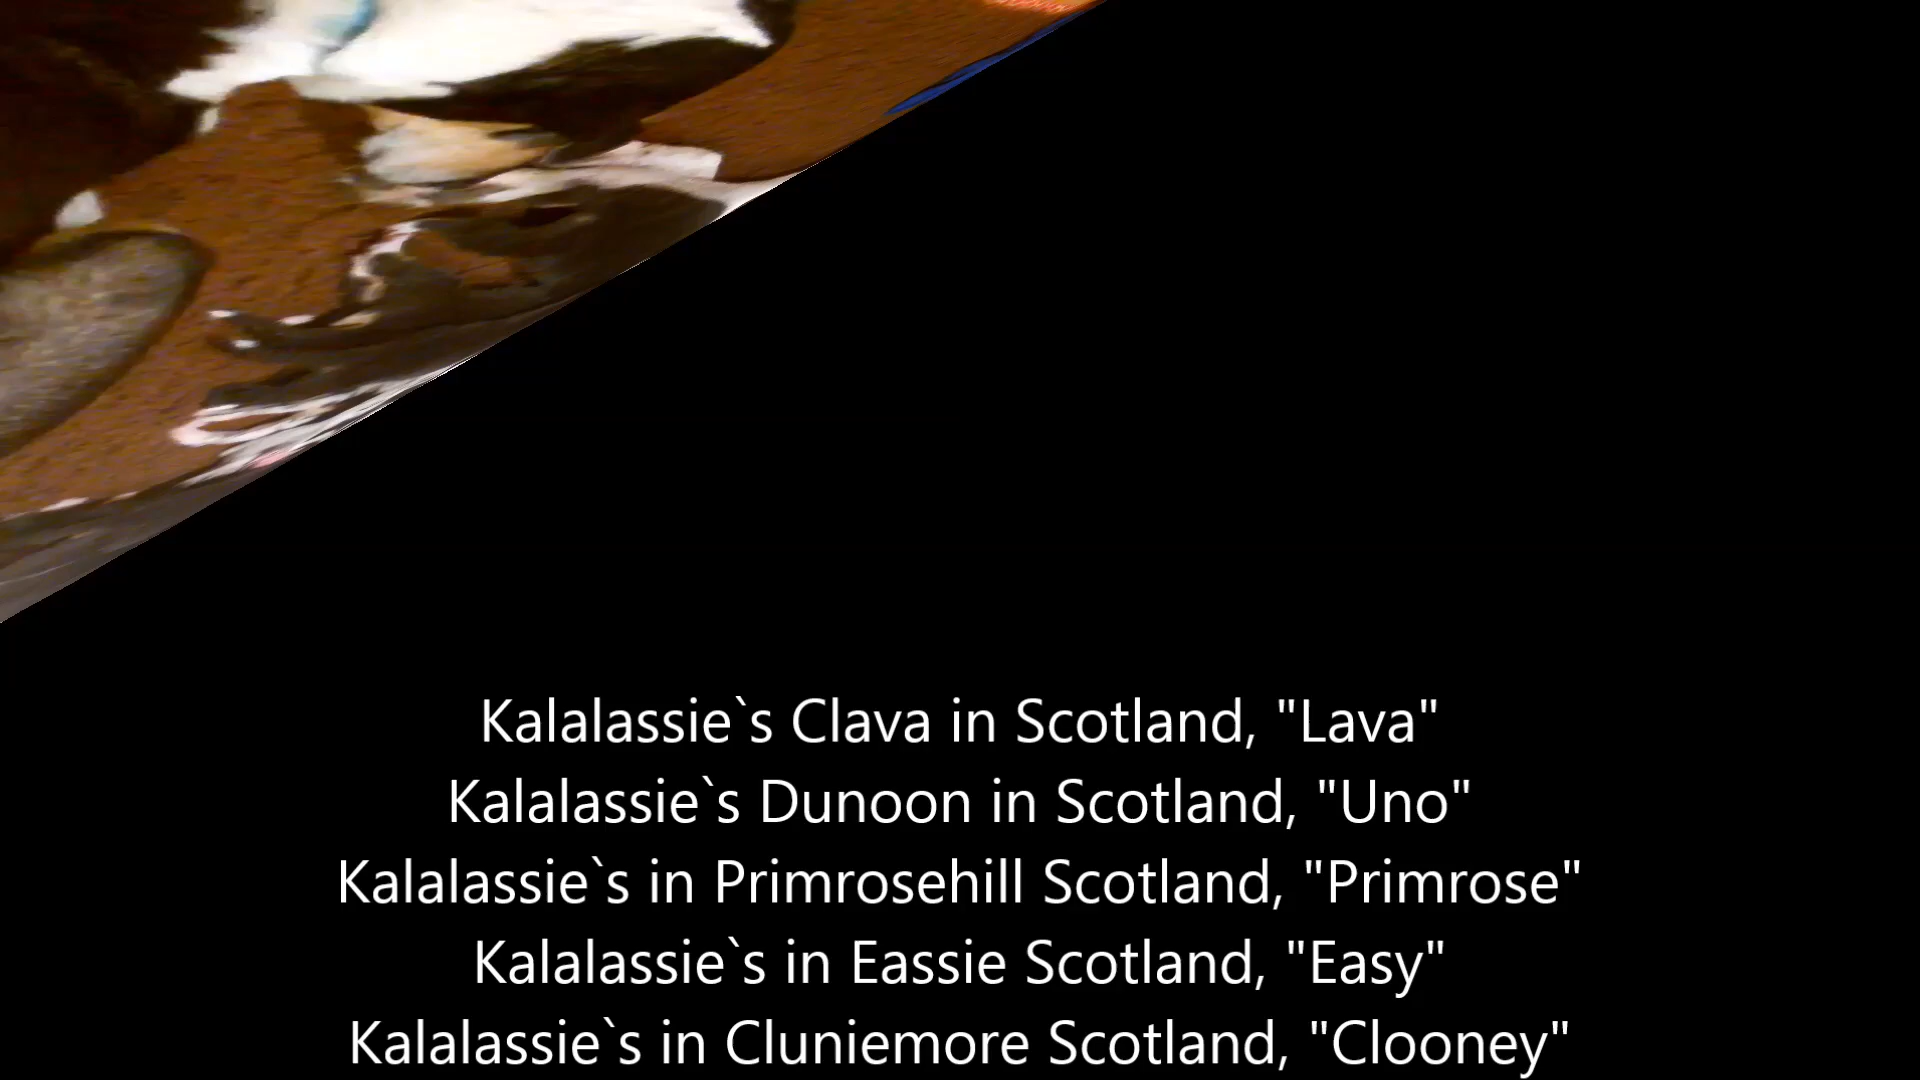 Kalalassie`s Clava in Scotland, "Lava"
Kalalassie`s Dunoon in Scotland, "Uno"
Kalalassie`s in Primrosehill Scotland, "Primrose"
Kalalassie`s in Eassie Scotland, "Easy"
Kalalassie`s in Cluniemore Scotland, "Clooney"